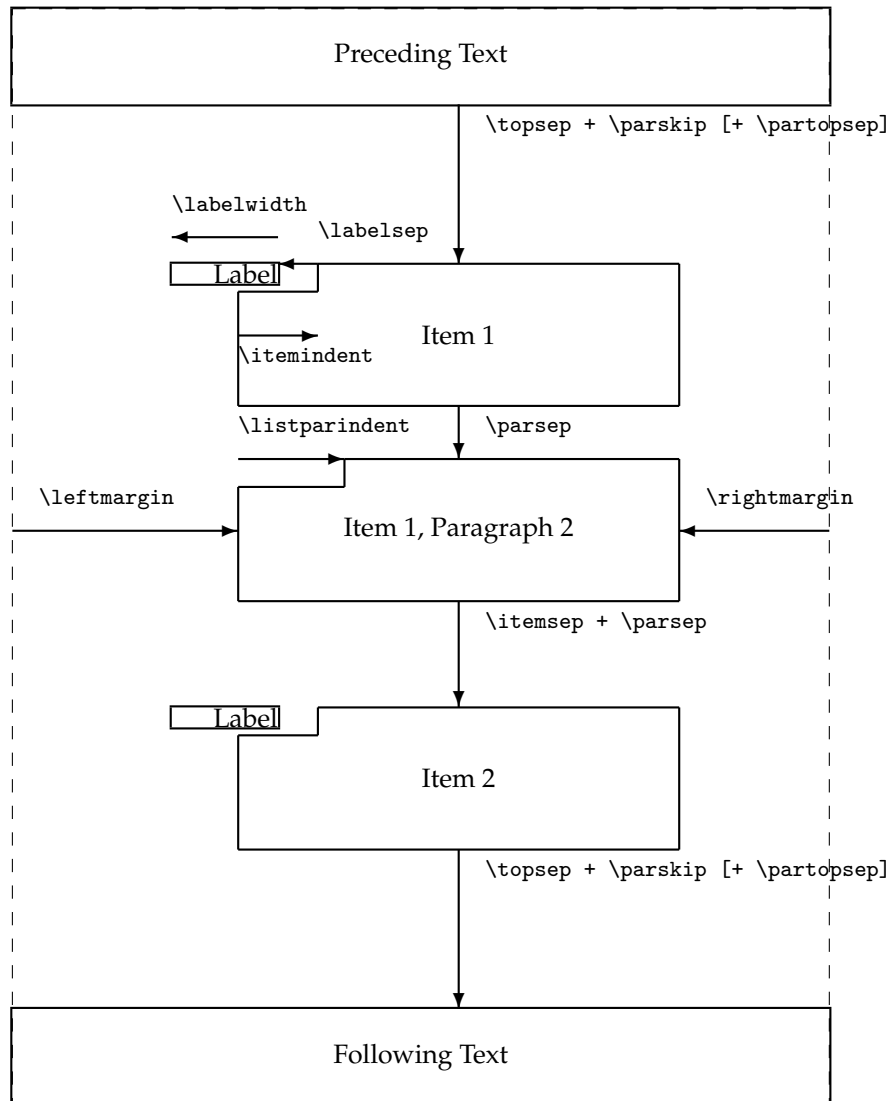 Preceding Text
\topsep + \parskip [+ \partopsep]
\labelwidth
\labelsep
Label
Item 1
\itemindent
\listparindent
\parsep
\leftmargin
\rightmargin
Item 1, Paragraph 2
\itemsep + \parsep
Label
Item 2
\topsep + \parskip [+ \partopsep]
Following Text